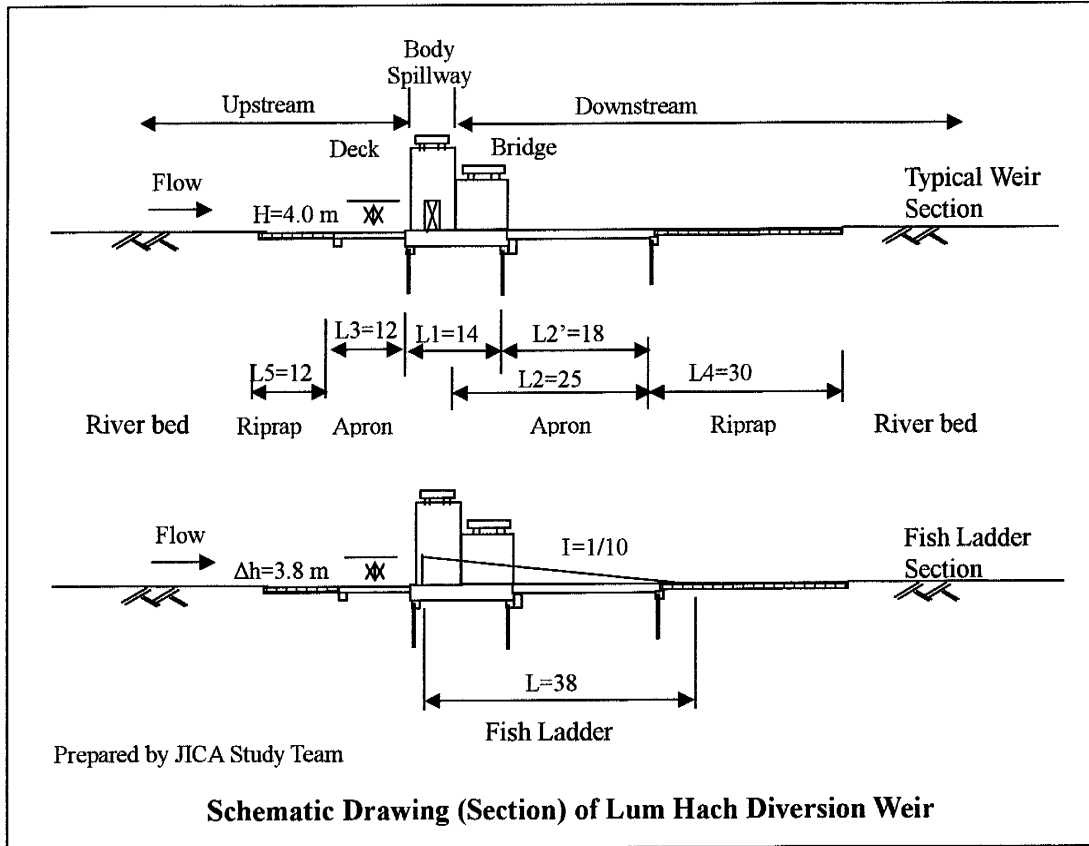 Body
Spillway
Upstream
Downstream
Deck
Bridge
Flow
Typical Weir
Section
H=4.0 m
L3=12
L1=14
L2’=18
L5=12
L2=25
L4=30
River bed
Riprap
Apron
Apron
Riprap
River bed
Flow
I=1/10
Fish Ladder
Section
Δh=3.8 m
L=38
Fish Ladder
Prepared by JICA Study Team
Schematic Drawing (Section) of Lum Hach Diversion Weir